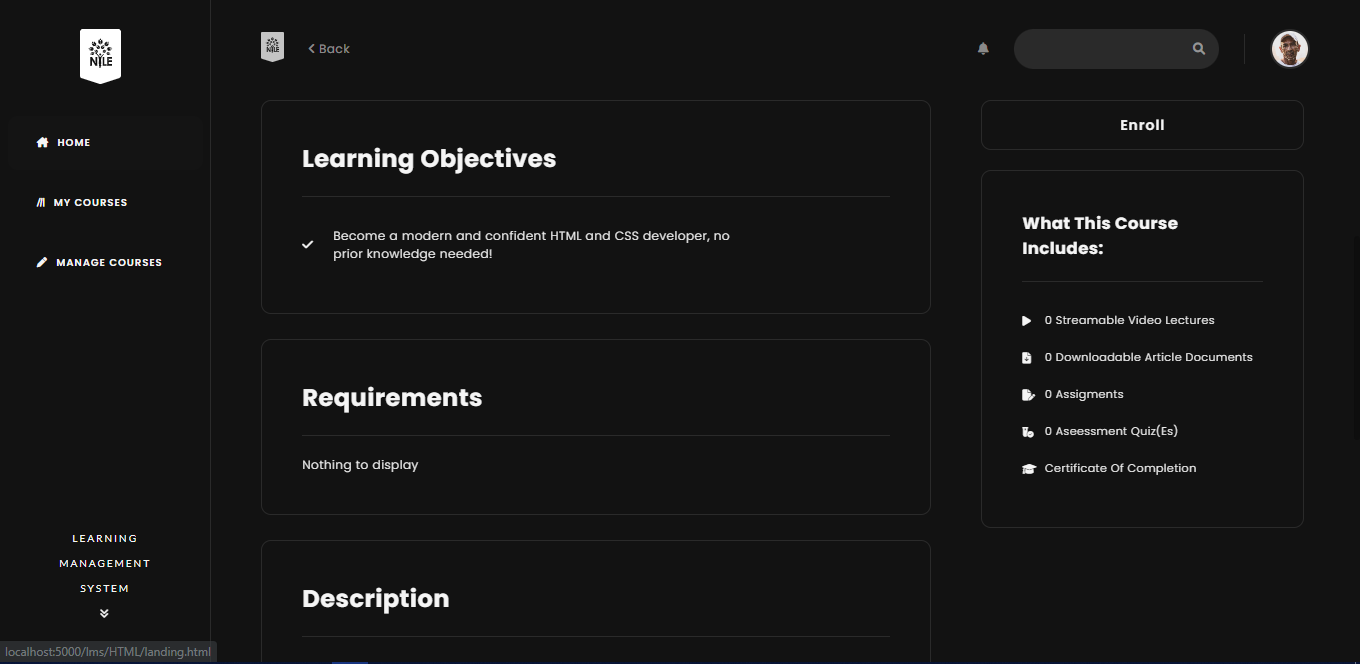 NILE
NILE
Back
HOME
MY COURSES
MANAGE COURSES
LEARNING
MANAGEMENT
SYSTEM
Learning Objectives
Become a modern and confident HTML and CSS developer, no
prior knowledge needed!
Requirements
Nothing to display
Description
Enroll
What This Course
Includes:
0 Streamable Video Lectures
0 Downloadable Article Documents
0 Assigments
0 Aseessment Quiz(Es)
Certificate Of Completion
localhost:5000/lms/HTML/landing.html